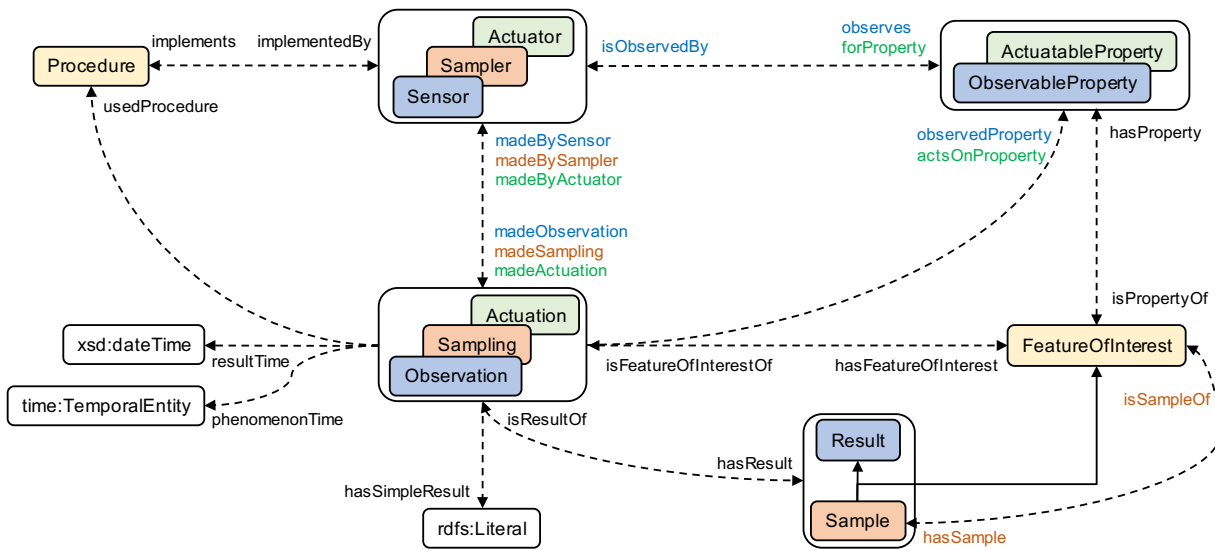 Actuator
Sampler
Sensor
implements
implementedBy
isObservedBy
observes
forProperty
ActuatableProperty
ObservableProperty
Procedure
usedProcedure
madeBySensor
madeBySampler
madeByActuator
observedProperty
actsOnPropoerty
hasProperty
madeObservation
madeSampling
madeActuation
isPropertyOf
Actuation
Sampling
Observation
xsd:dateTime
resultTime
isFeatureOfInterestOf
hasFeatureOfInterest
FeatureOfInterest
time:TemporalEntity
phenomenonTime
isResultOf
isSampleOf
Result
hasResult
hasSimpleResult
rdfs:Literal
Sample
hasSample